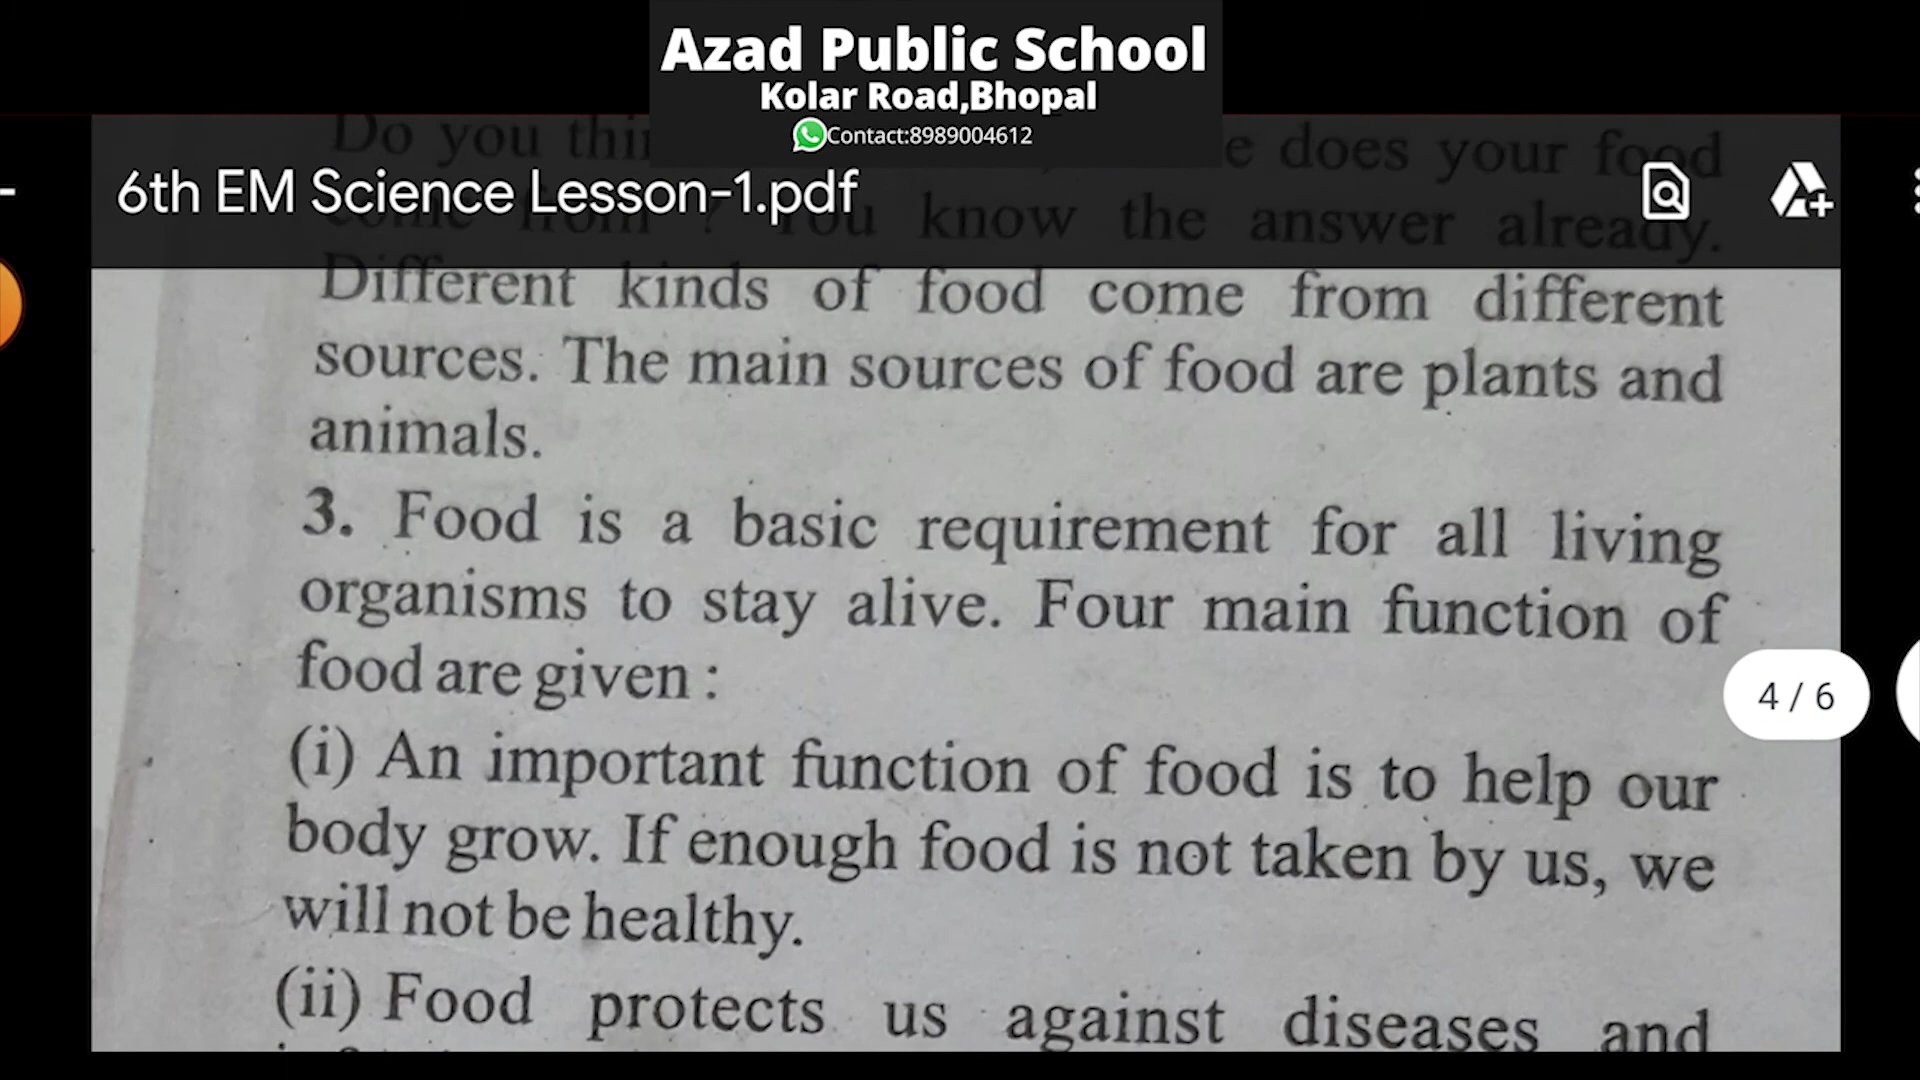 Azad Public School
Kolar Road,Bhopal
Contact:8989004612
Do you e does your food
6th EM Science Lesson-1.pdf
know the answer already.
Different kinds of food come from different
sources. The main sources of food are plants and
animals.
3. Food is a basic requirement for all living
organisms to stay alive. Four main function of
food are given :
4 / 6
(i) An important function of food is to help our
body grow. If enough food is not taken by us, we
will not be healthy.
(ii) Food protects us against diseases and